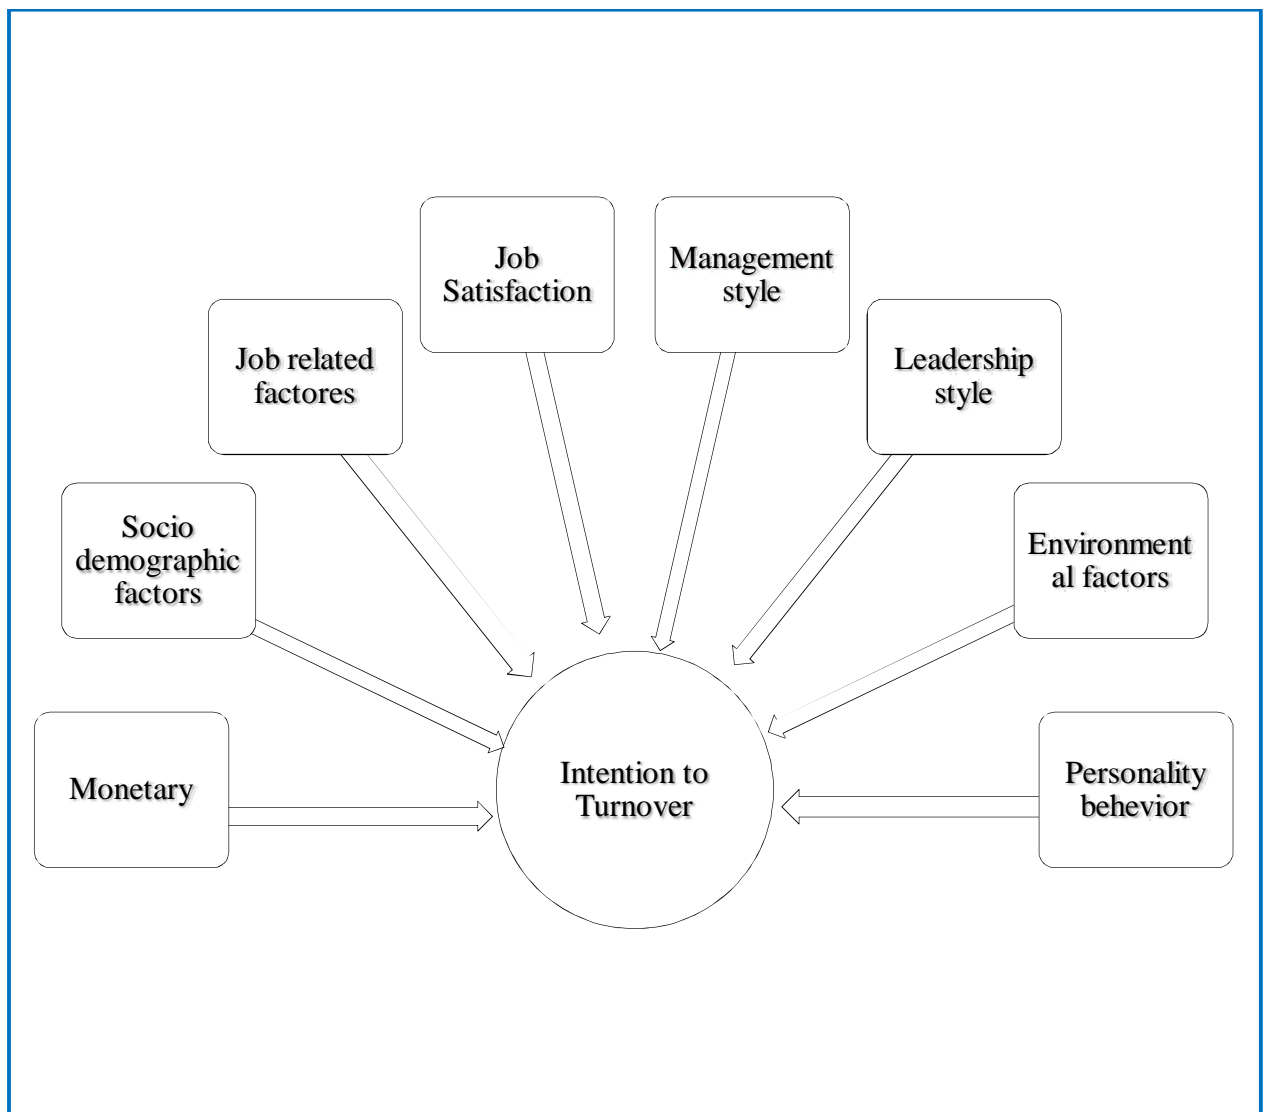 Job
Satisfaction
Management
style
Job related
factores
Leadership
style
Socio
demographic
factors
Environment
al factors
Monetary
Intention to
Turnover
Personality
behevior